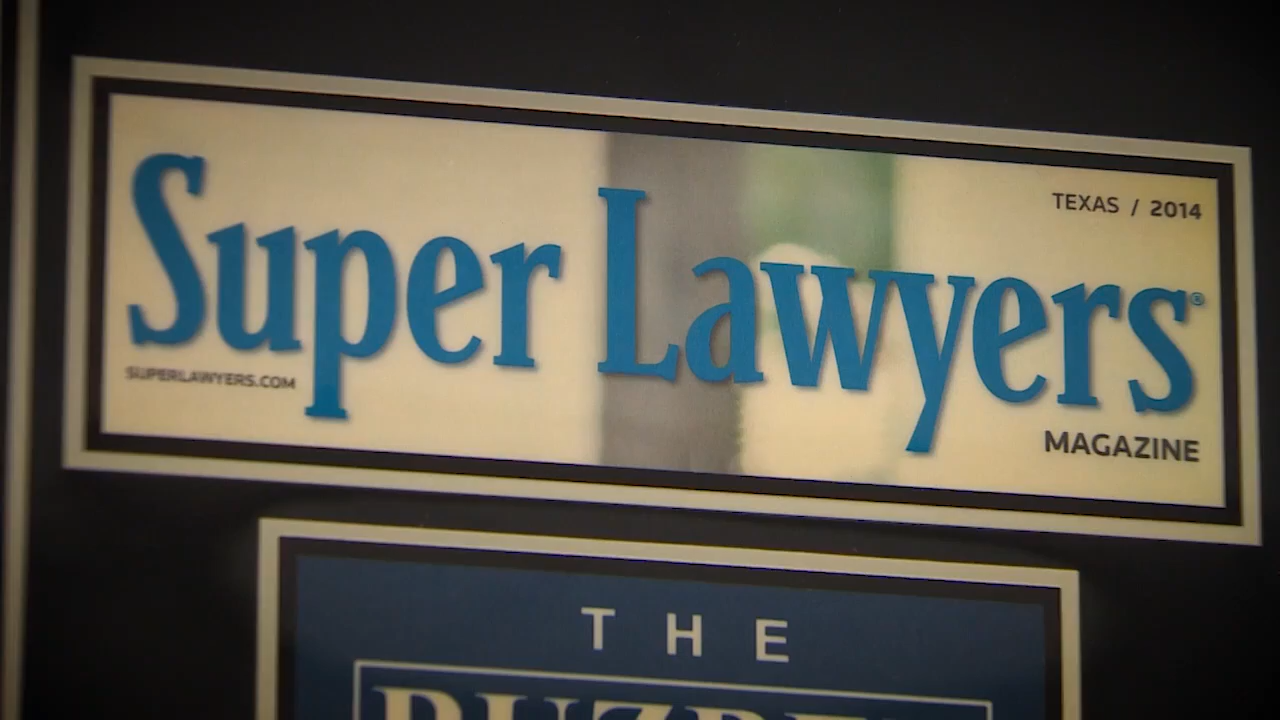 TEXAS / 2014
Super Lawyers®
SUPERLAWYERS.COM
MAGAZINE
THE